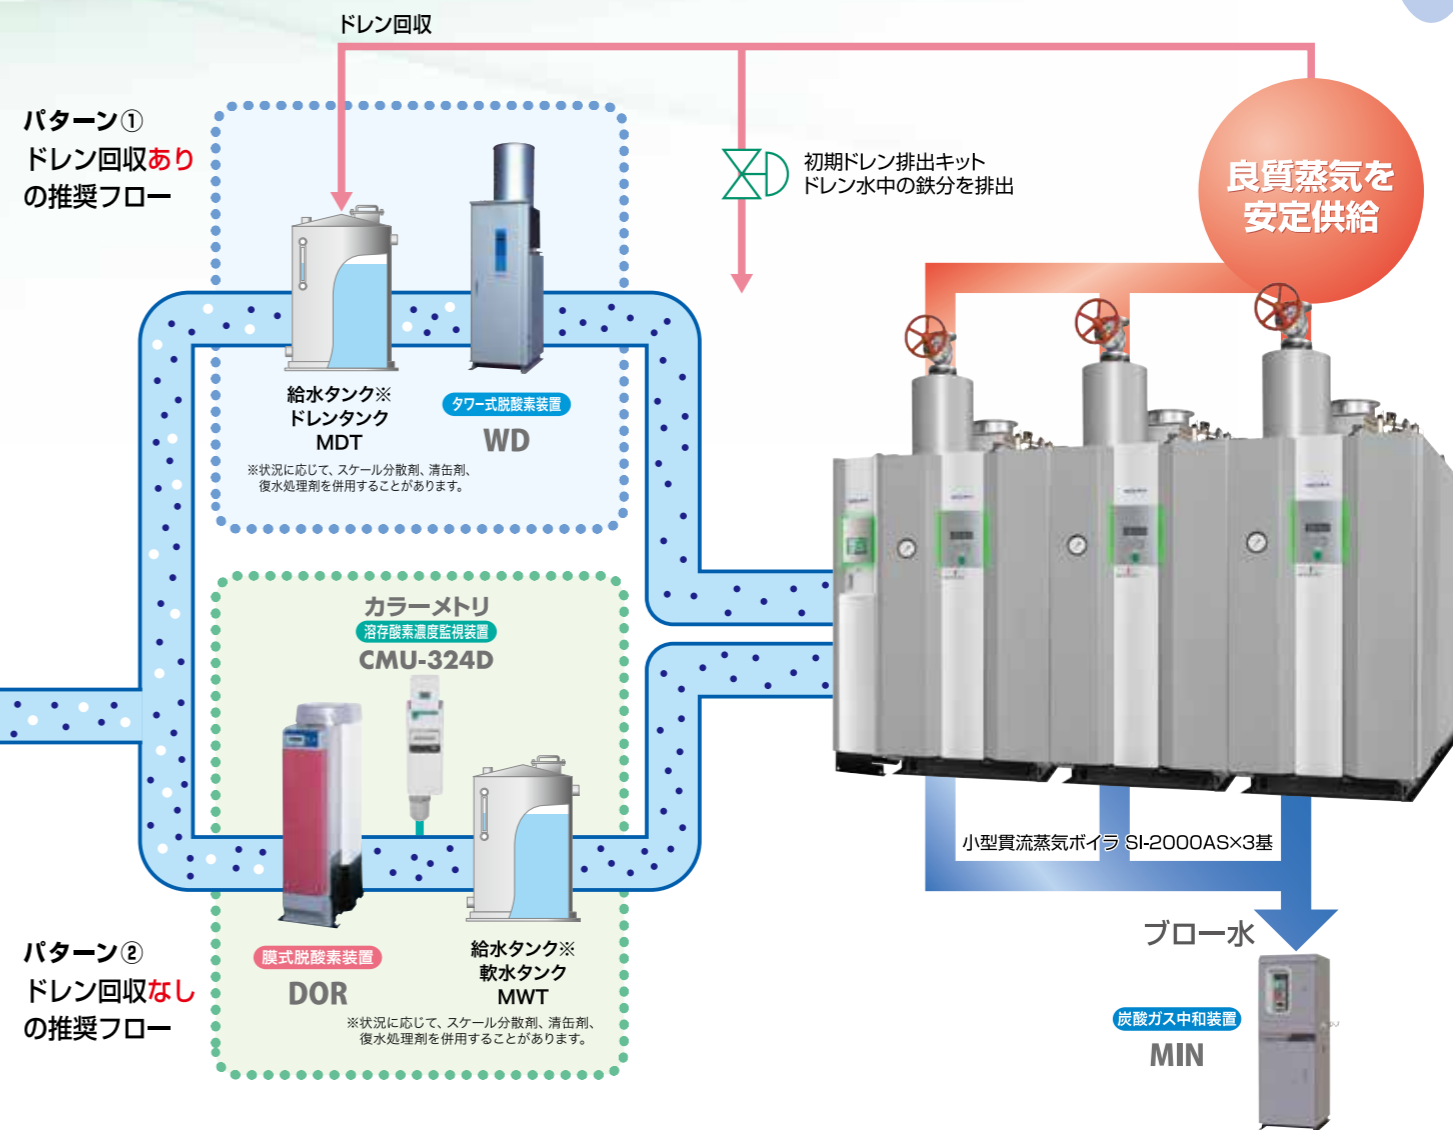 ドレン回収
パターン①
ドレン回収あり
の推奨フロー
初期ドレン排出キット
ドレン水中の鉄分を排出
良質蒸気を
安定供給
給水タンク※
ドレンタンク
MDT
タワー式脱酸素装置
WD
※状況に応じて、スケール分散剤、清缶剤、
復水処理剤を併用することがあります。
カラーメトリ
溶存酸素濃度監視装置
CMU-324D
小型貫流蒸気ボイラ SI-2000AS×3基
パターン②
ドレン回収なし
の推奨フロー
膜式脱酸素装置
DOR
給水タンク※
軟水タンク
MWT
※状況に応じて、スケール分散剤、清缶剤、
復水処理剤を併用することがあります。
ブロー水
炭酸ガス中和装置
MIN